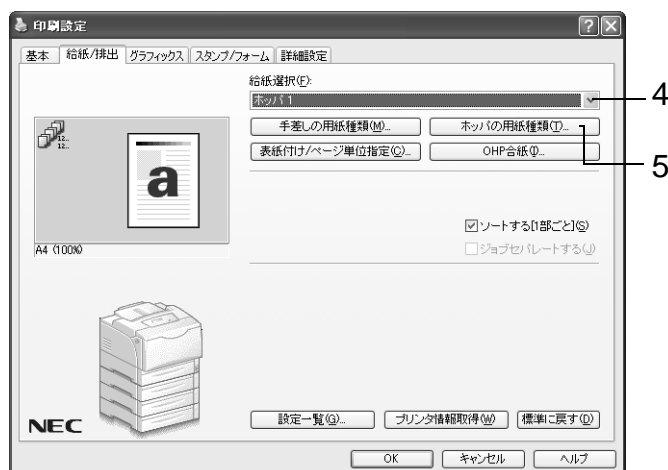 印刷設定
基本 給紙/排出 グラフィックス スタンプ/フォーム 詳細設定
給紙選択(F):
ホッパ 1
4
手差しの用紙種類(M)... ホッパの用紙種類(T)...
5
表紙付け/ページ単位指定(C)... OHP合紙(I)...
12..
12..
a
ソートする[1部ごと](S)
ジョブセパレートする(J)
A4 (100%)
NEC
設定一覧(G)... プリンタ情報取得(W) 標準に戻す(D)
OK キャンセル ヘルプ